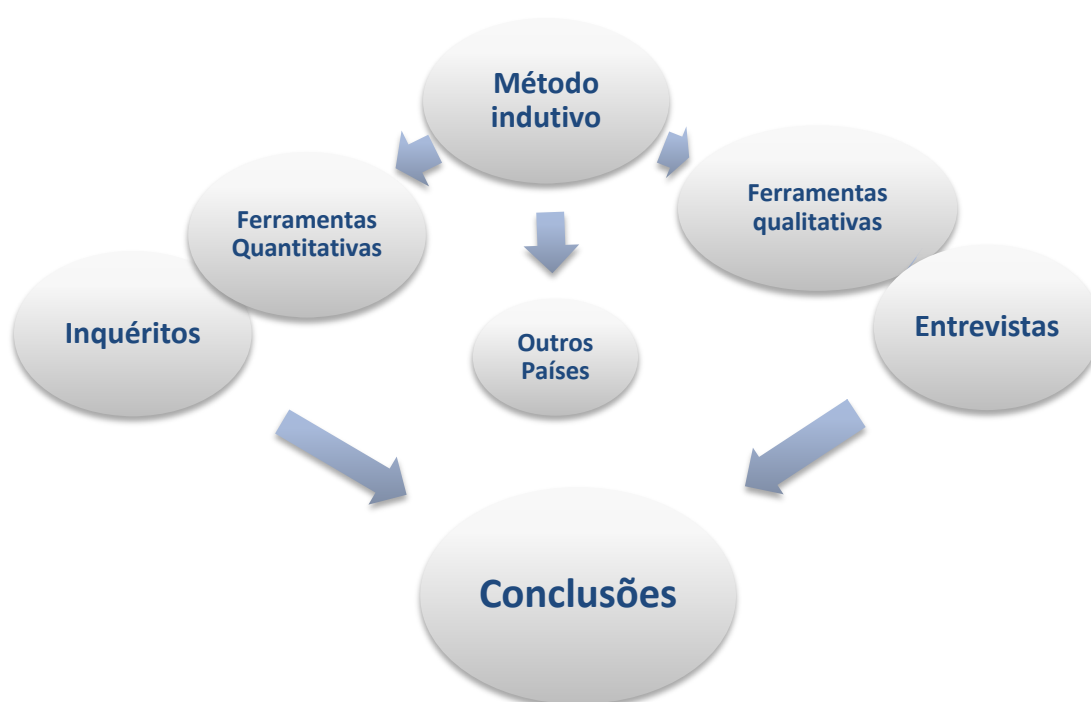 Método
indutivo
Ferramentas
Quantitativas
Ferramentas
qualitativas
Inquéritos
Outros
Países
Entrevistas
Conclusões